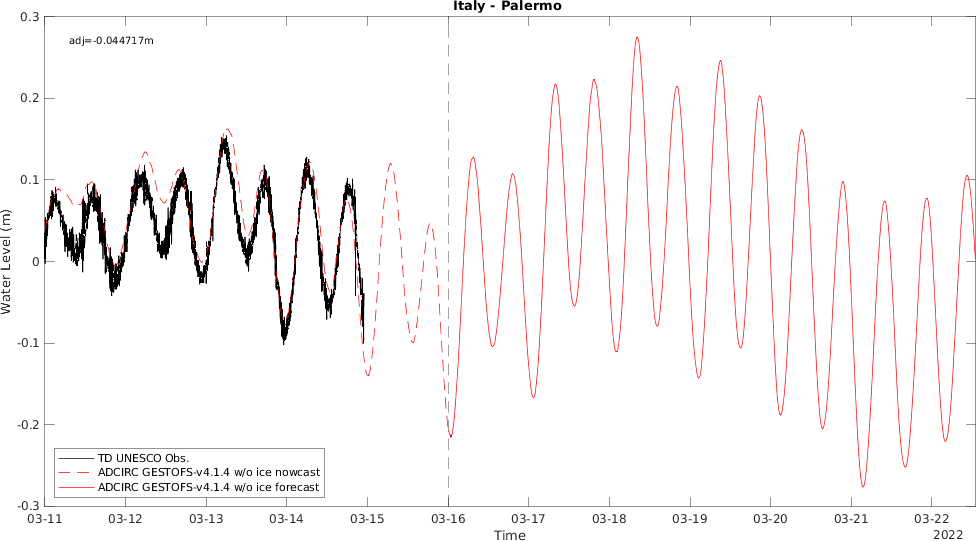 Italy - Palermo
adj=-0.044717m
0.3
0.2
0.1
0
-0.1
-0.2
-0.3
Water Level (m)
TD UNESCO Obs.
ADCIRC GESTOFS-v4.1.4 w/o ice nowcast
ADCIRC GESTOFS-v4.1.4 w/o ice forecast
03-11 03-12 03-13 03-14 03-15 03-16 03-17 03-18 03-19 03-20 03-21 03-22
Time
2022